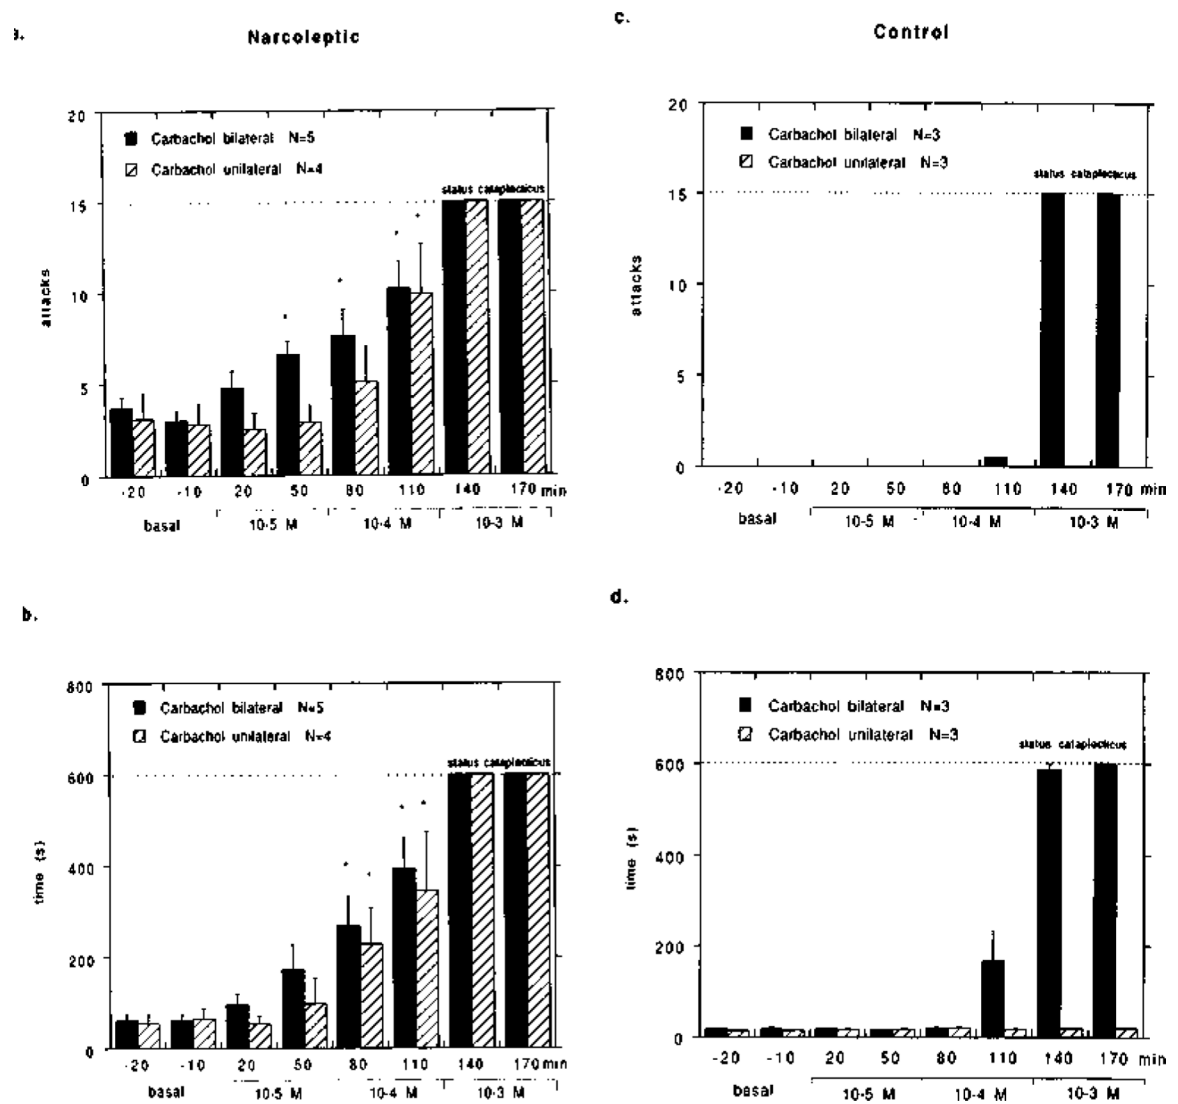 a.
Narcoleptic
20
15
10
5
0
attacks
Carbachol bilateral N=5
Carbachol unilateral N=4
status cataplecticus
-20 -10 20 50 80 110 140 170 min
basal 10-5 M 10-4 M 10-3 M
c.
Control
20
15
10
5
0
attacks
Carbachol bilateral N=3
Carbachol unilateral N=3
status cataplecticus
-20 -10 20 50 80 110 140 170 min
basal 10-5 M 10-4 M 10-3 M
b.
800
600
400
200
0
time (s)
Carbachol bilateral N=5
Carbachol unilateral N=4
status cataplecticus
-20 -10 20 50 80 110 140 170 min
basal 10-5 M 10-4 M 10-3 M
d.
800
600
400
200
0
time (s)
Carbachol bilateral N=3
Carbachol unilateral N=3
status cataplecticus
-20 -10 20 50 80 110 140 170 min
basal 10-5 M 10-4 M 10-3 M